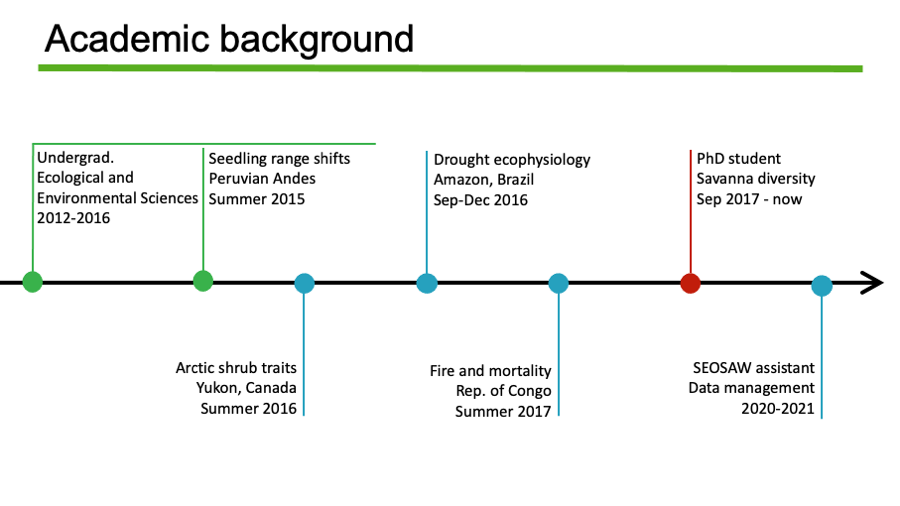 Academic background
Undergrad.
Ecological and
Environmental Sciences
2012-2016
Seedling range shifts
Peruvian Andes
Summer 2015
Drought ecophysiology
Amazon, Brazil
Sep-Dec 2016
PhD student
Savanna diversity
Sep 2017 - now
Arctic shrub traits
Yukon, Canada
Summer 2016
Fire and mortality
Rep. of Congo
Summer 2017
SEOSAW assistant
Data management
2020-2021